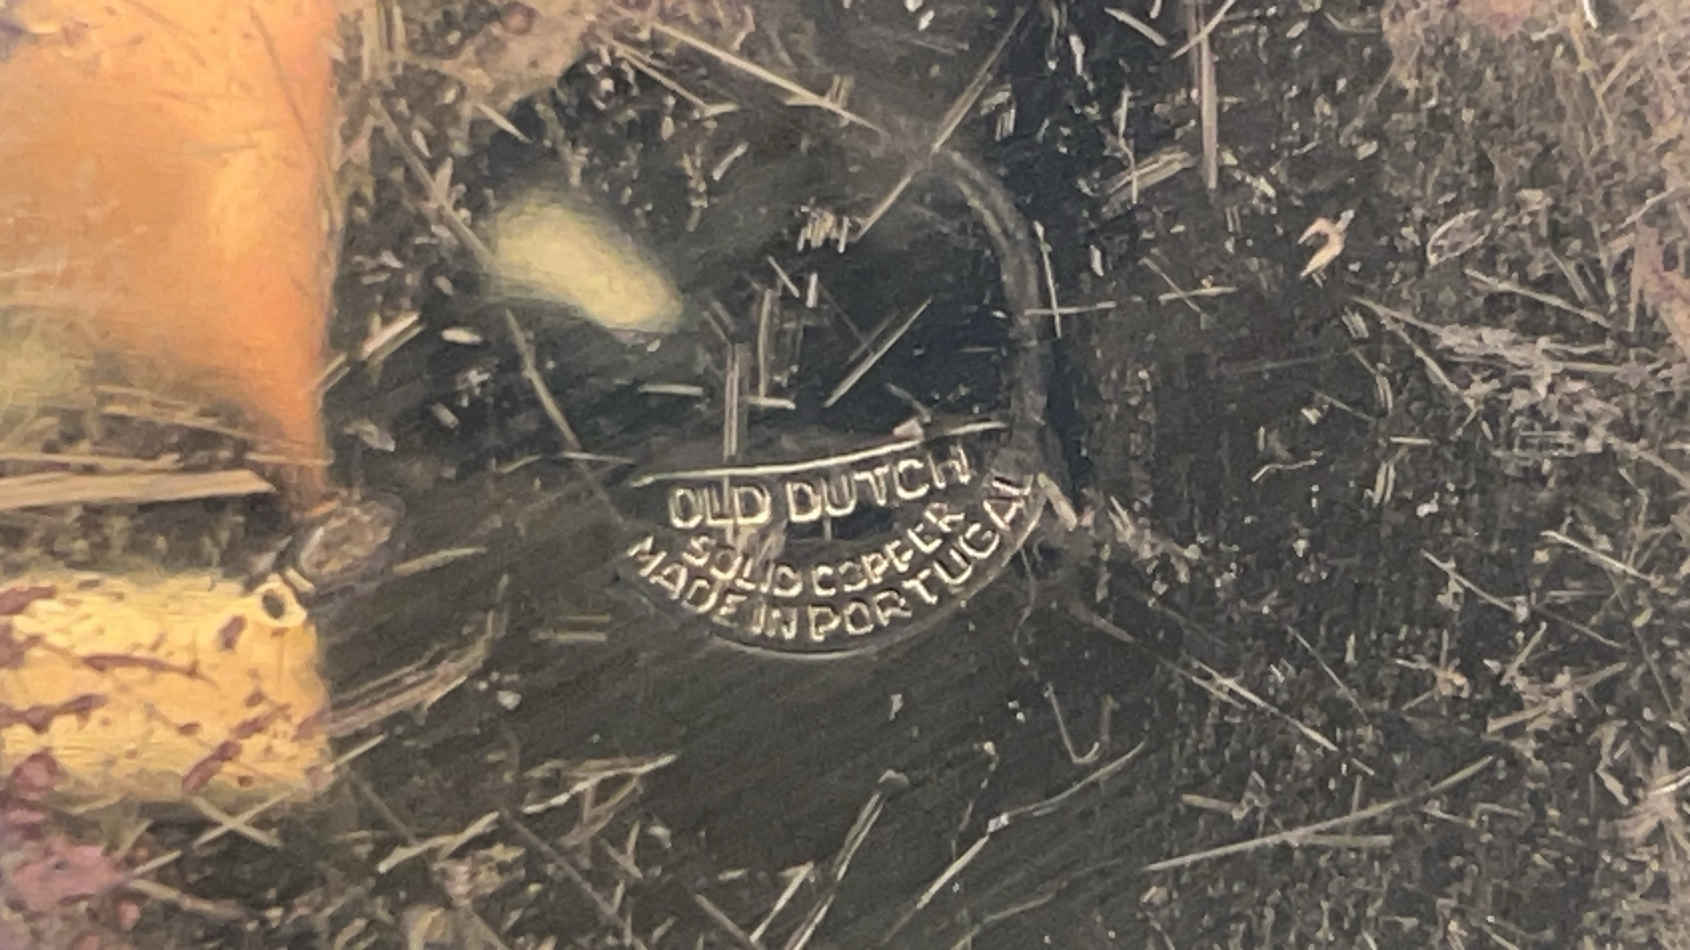 OLD DUTCH
SOLID COPPER
MADE IN PORTUGAL